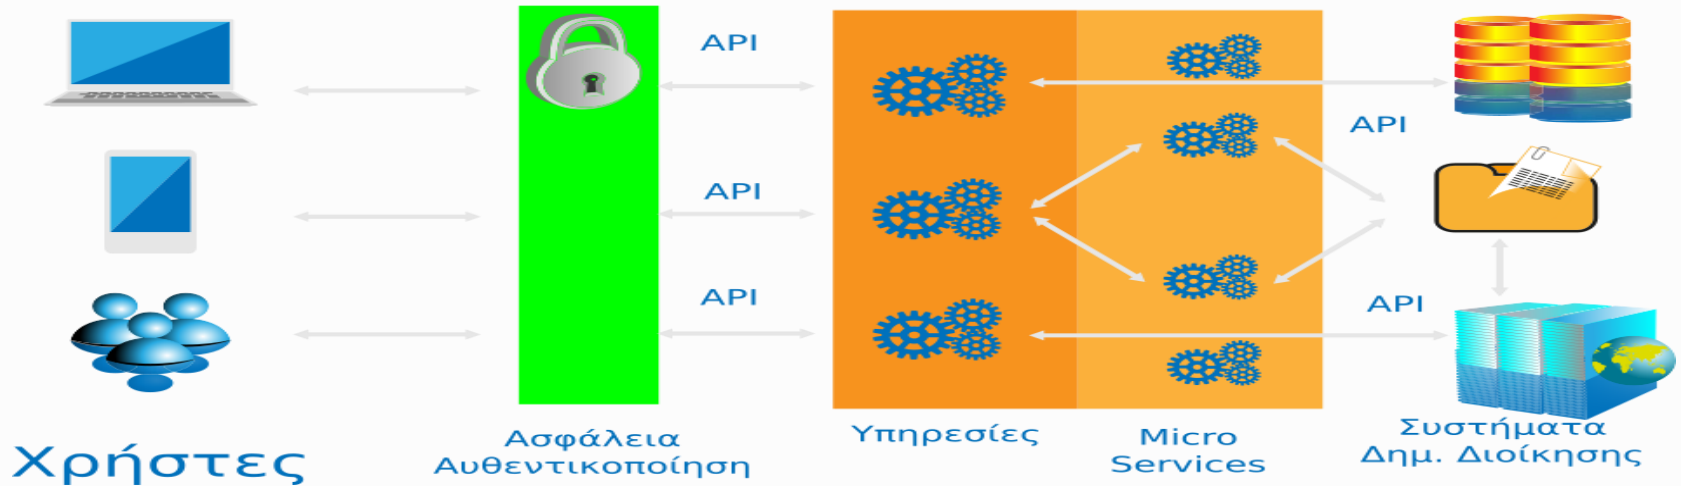 API
API
API
API
API
Χρήστες
Ασφάλεια
Αυθεντικοποίηση
Υπηρεσίες
Micro
Services
Συστήματα
Δημ. Διοίκησης